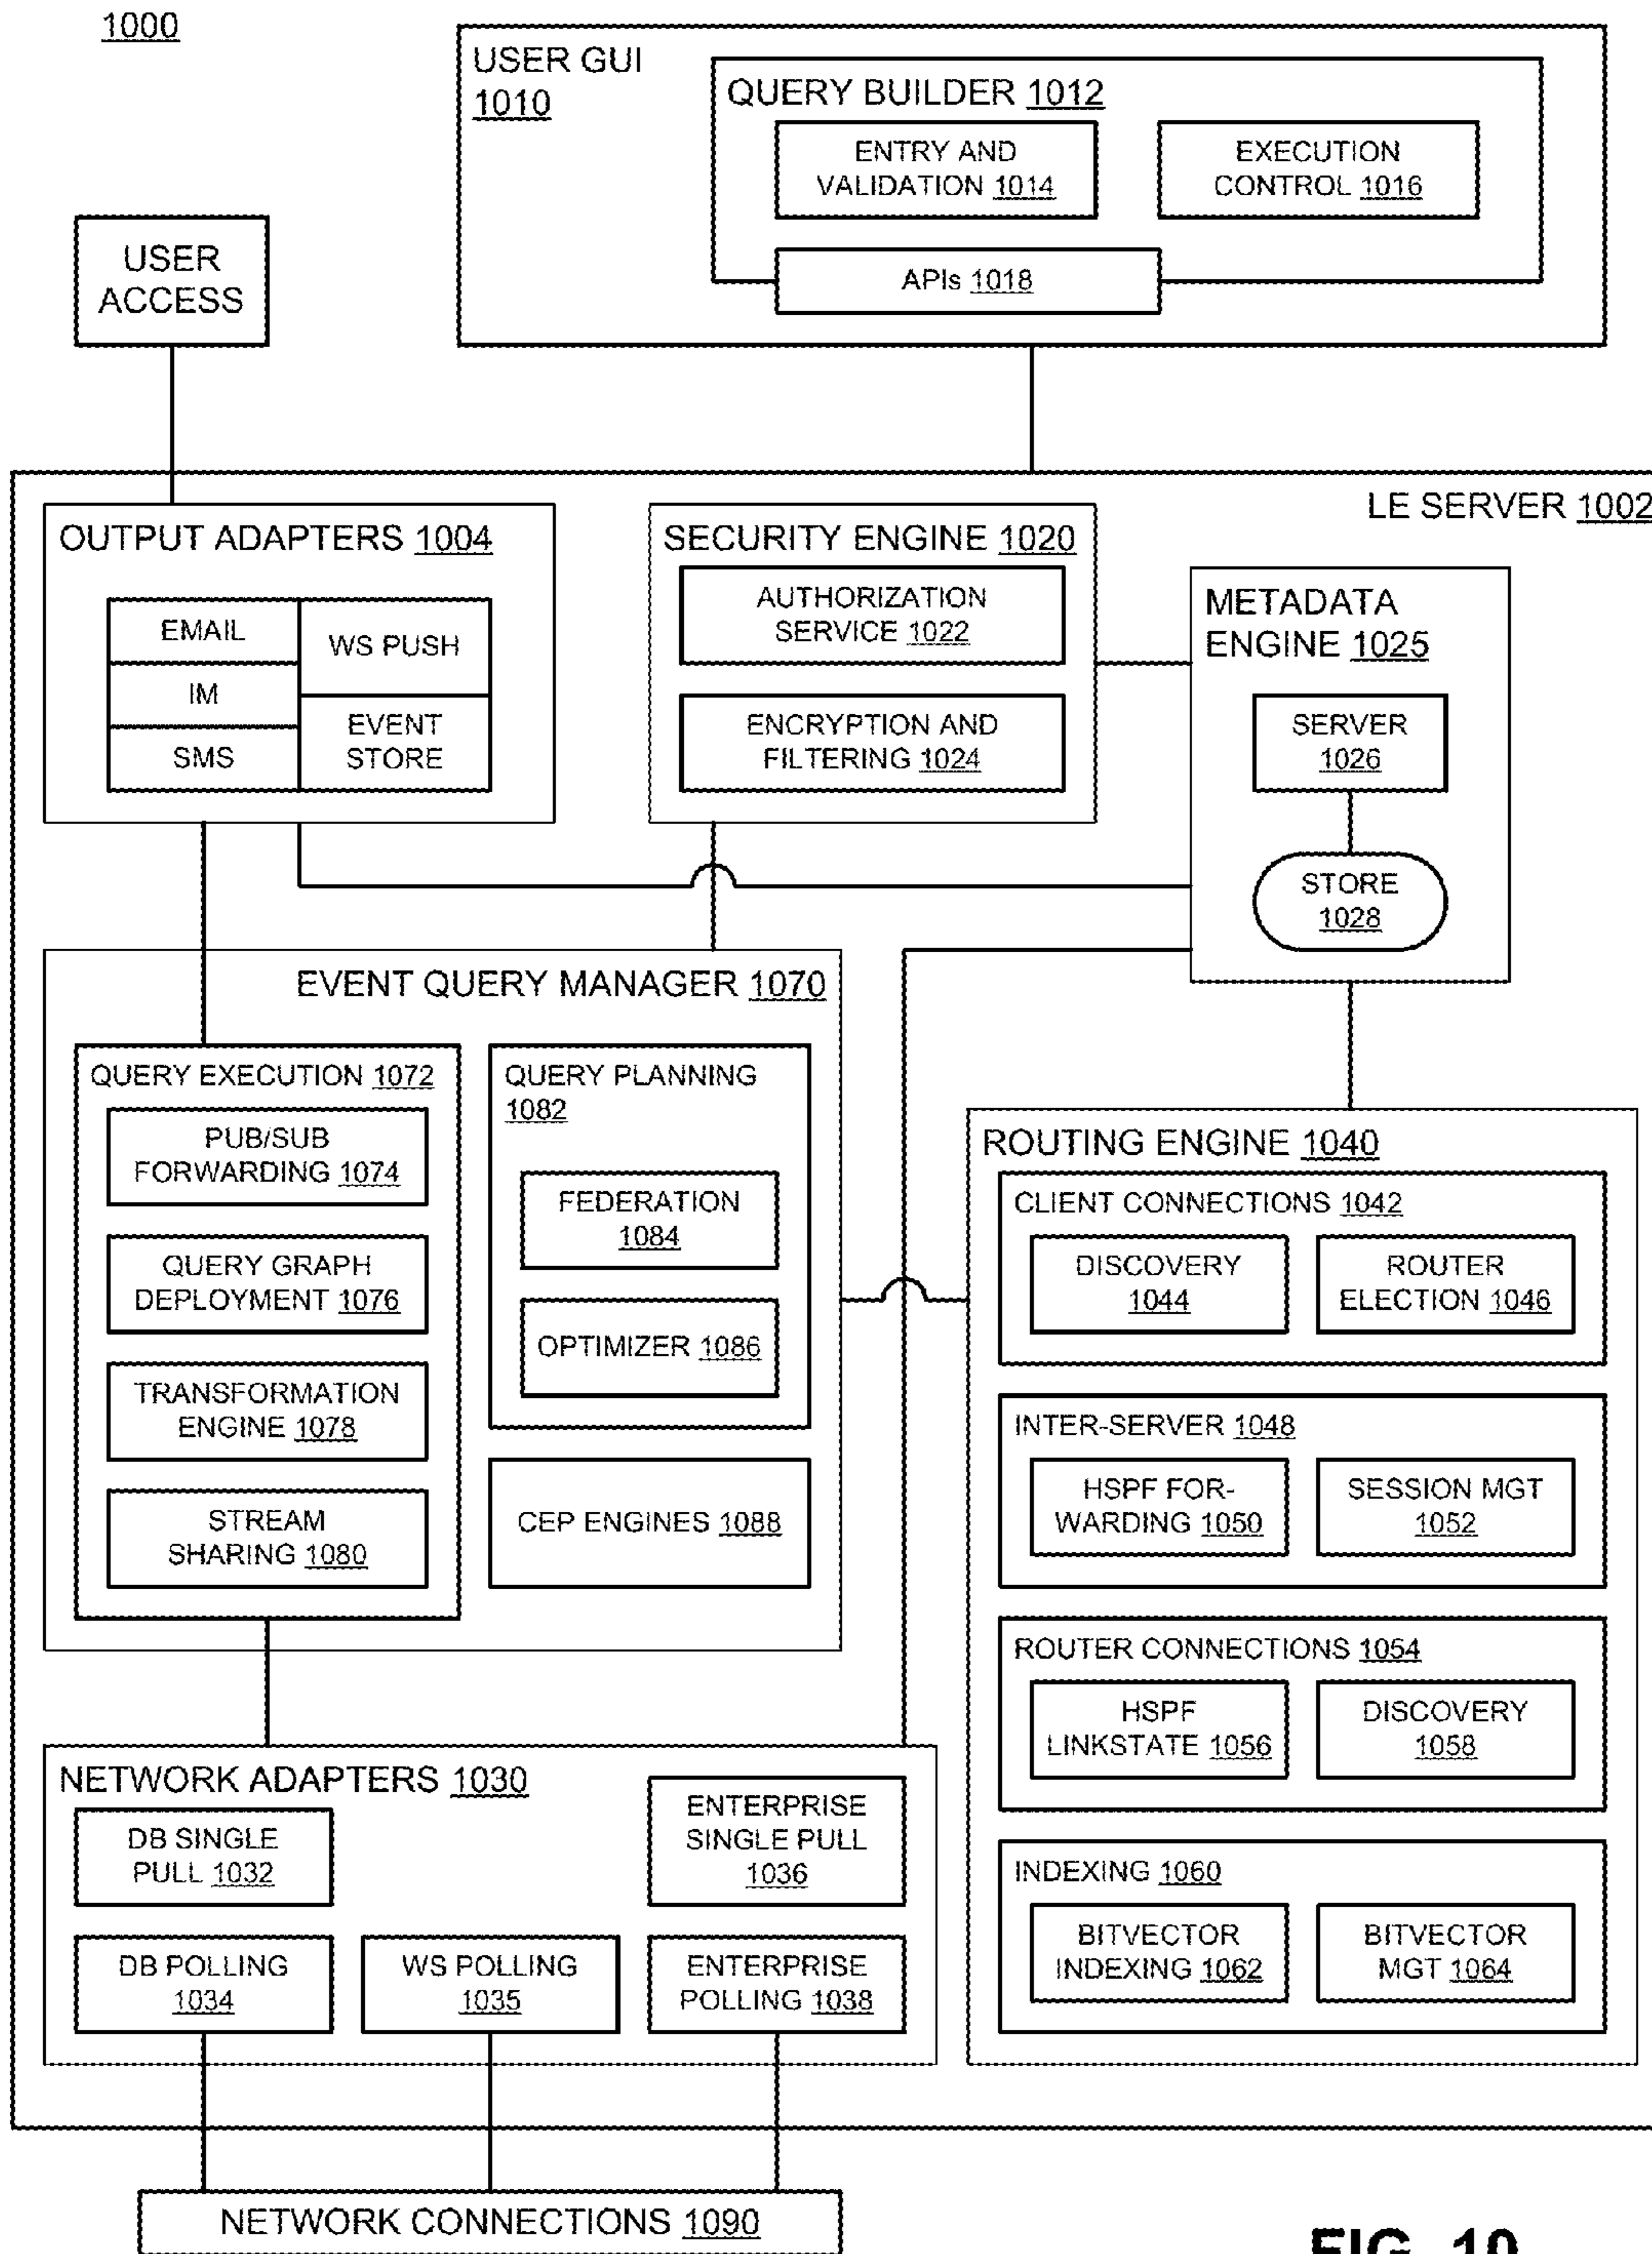 1000
USER GUI
1010
QUERY BUILDER 1012
ENTRY AND
VALIDATION 1014
EXECUTION
CONTROL 1016
APIs 1018
USER
ACCESS
LE SERVER 1002
OUTPUT ADAPTERS 1004
EMAIL
IM
SMS
WS PUSH
EVENT
STORE
SECURITY ENGINE 1020
AUTHORIZATION
SERVICE 1022
ENCRYPTION AND
FILTERING 1024
METADATA
ENGINE 1025
SERVER
1026
STORE
1028
EVENT QUERY MANAGER 1070
QUERY EXECUTION 1072
PUB/SUB
FORWARDING 1074
QUERY GRAPH
DEPLOYMENT 1076
TRANSFORMATION
ENGINE 1078
STREAM
SHARING 1080
QUERY PLANNING
1082
FEDERATION
1084
OPTIMIZER 1086
CEP ENGINES 1088
ROUTING ENGINE 1040
CLIENT CONNECTIONS 1042
DISCOVERY
1044
ROUTER
ELECTION 1046
INTER-SERVER 1048
HSPF FOR-
WARDING 1050
SESSION MGT
1052
ROUTER CONNECTIONS 1054
HSPF
LINKSTATE 1056
DISCOVERY
1058
INDEXING 1060
BITVECTOR
INDEXING 1062
BITVECTOR
MGT 1064
NETWORK ADAPTERS 1030
DB SINGLE
PULL 1032
ENTERPRISE
SINGLE PULL
1036
DB POLLING
1034
WS POLLING
1035
ENTERPRISE
POLLING 1038
NETWORK CONNECTIONS 1090
FIG. 10